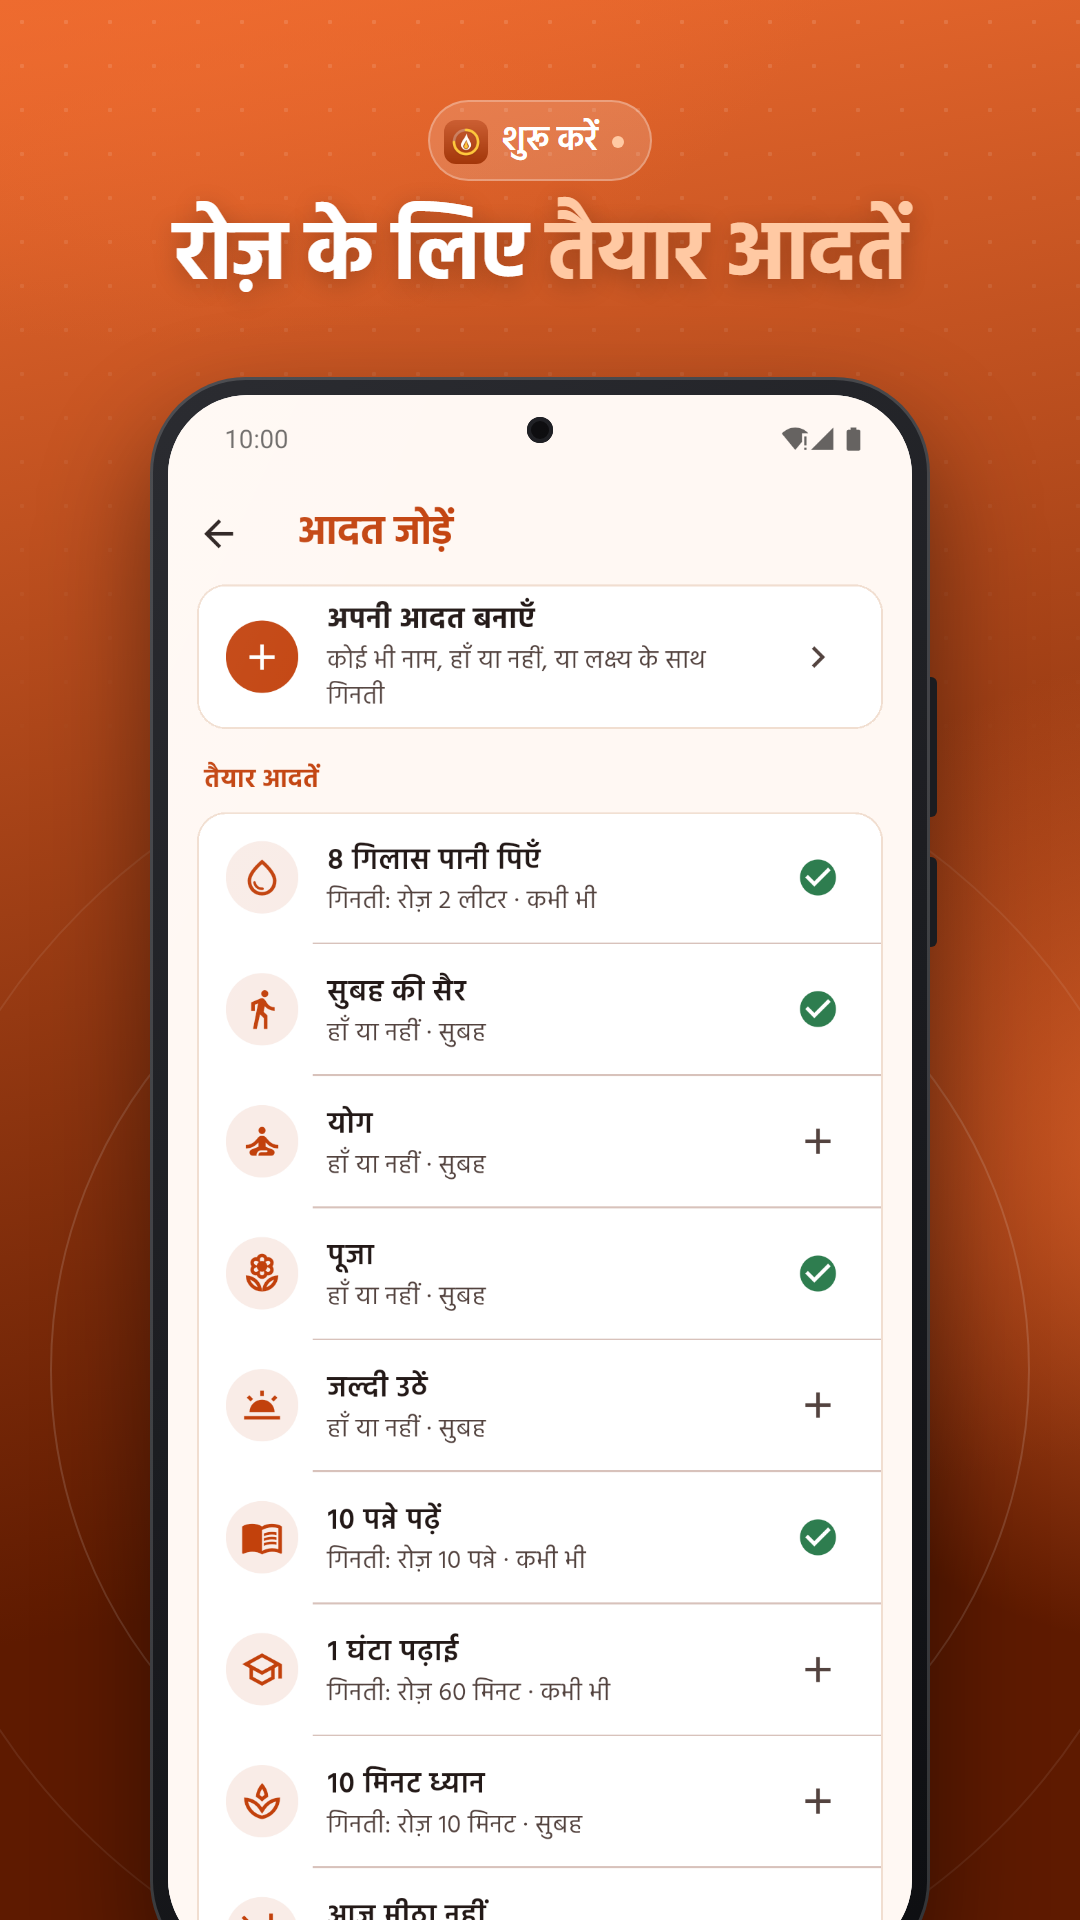 शुरू करें
रोज़ के लिए तैयार आदतें
10:00
आदत जोड़ें
अपनी आदत बनाएँ
कोई भी नाम, हाँ या नहीं, या लक्ष्य के साथ
गिनती
तैयार आदतें
8 गिलास पानी पिएँ
गिनती: रोज़ 2 लीटर · कभी भी
सुबह की सैर
हाँ या नहीं · सुबह
योग
हाँ या नहीं · सुबह
पूजा
हाँ या नहीं · सुबह
जल्दी उठें
हाँ या नहीं · सुबह
10 पन्ने पढ़ें
गिनती: रोज़ 10 पन्ने · कभी भी
1 घंटा पढ़ाई
गिनती: रोज़ 60 मिनट · कभी भी
10 मिनट ध्यान
गिनती: रोज़ 10 मिनट · सुबह
आज मीठा नहीं